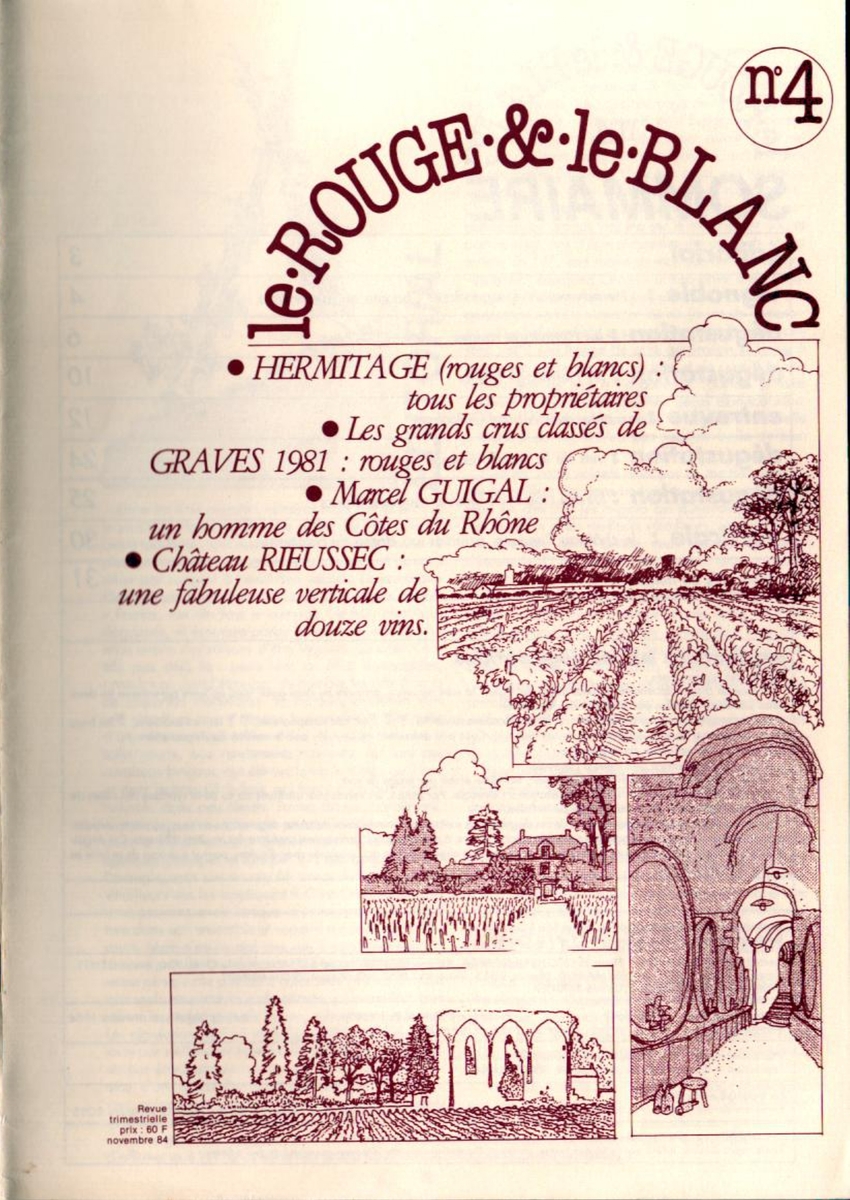 n°4
le·ROUGE·&·le·BLANC
● HERMITAGE (rouges et blancs) :
tous les propriétaires
● Les grands crus classés de
GRAVES 1981 : rouges et blancs
● Marcel GUIGAL :
un homme des Côtes du Rhône
● Château RIEUSSEC :
une fabuleuse verticale de
douze vins.
Revue
trimestrielle
prix : 60 F
novembre 84